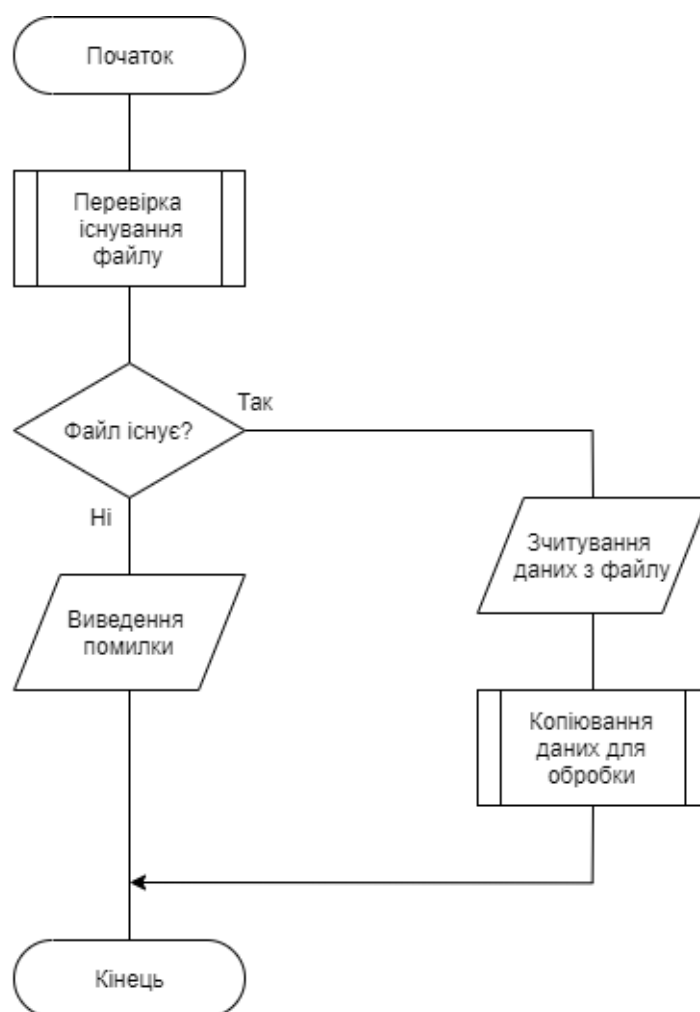 Початок
Перевірка
існування
файлу
Файл існує?
Так
Ні
Виведення
помилки
Зчитування
даних з файлу
Копіювання
даних для
обробки
Кінець